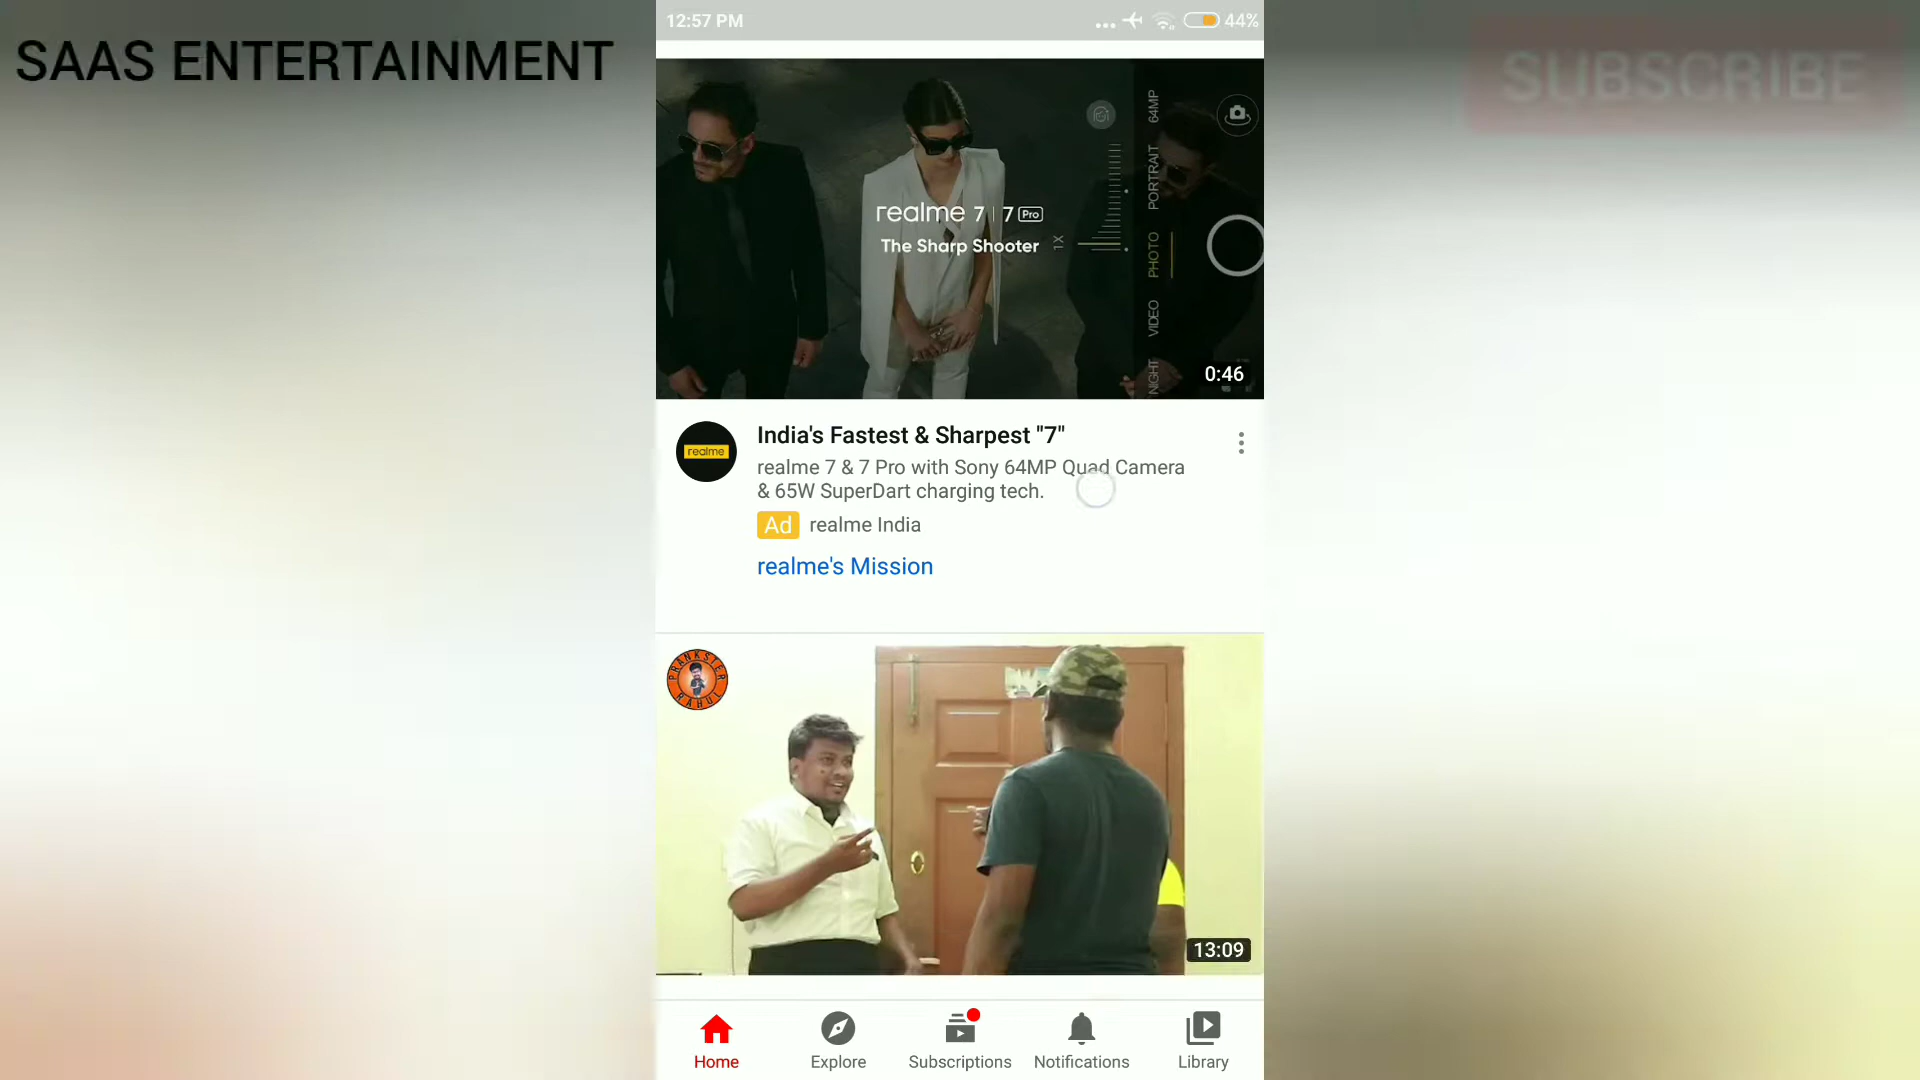 12:57 PM
44%
SAAS ENTERTAINMENT
SUBSCRIBE
64MP
PORTRAIT
PHOTO
VIDEO
NIGHT
1X
realme 7 | 7 Pro
The Sharp Shooter
0:46
realme
India's Fastest & Sharpest "7"
realme 7 & 7 Pro with Sony 64MP Quad Camera
& 65W SuperDart charging tech.
Ad realme India
realme's Mission
PRANKSTER
RAHUL
13:09
Home
Explore
Subscriptions
Notifications
Library